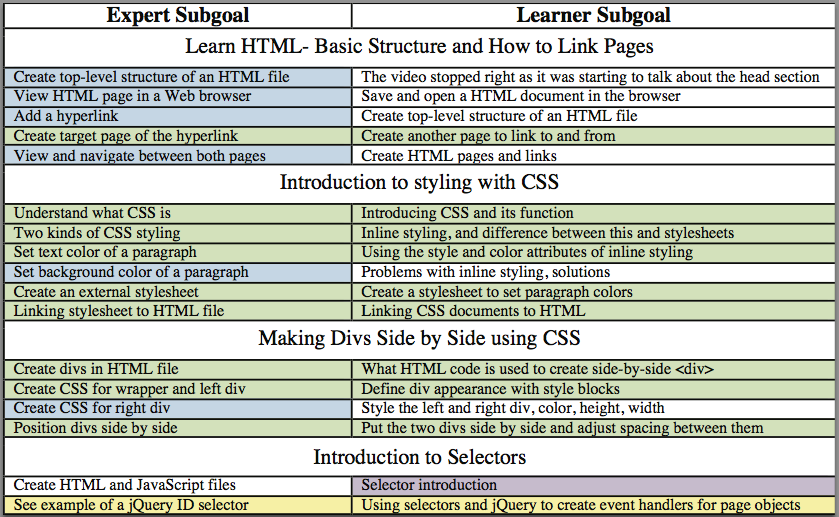 Expert Subgoal Learner Subgoal
Learn HTML- Basic Structure and How to Link Pages
Create top-level structure of an HTML file The video stopped right as it was starting to talk about the head section
View HTML page in a Web browser Save and open a HTML document in the browser
Add a hyperlink Create top-level structure of an HTML file
Create target page of the hyperlink Create another page to link to and from
View and navigate between both pages Create HTML pages and links
Introduction to styling with CSS
Understand what CSS is Introducing CSS and its function
Two kinds of CSS styling Inline styling, and difference between this and stylesheets
Set text color of a paragraph Using the style and color attributes of inline styling
Set background color of a paragraph Problems with inline styling, solutions
Create an external stylesheet Create a stylesheet to set paragraph colors
Linking stylesheet to HTML file Linking CSS documents to HTML
Making Divs Side by Side using CSS
Create divs in HTML file What HTML code is used to create side-by-side <div>
Create CSS for wrapper and left div Define div appearance with style blocks
Create CSS for right div Style the left and right div, color, height, width
Position divs side by side Put the two divs side by side and adjust spacing between them
Introduction to Selectors
Create HTML and JavaScript files Selector introduction
See example of a jQuery ID selector Using selectors and jQuery to create event handlers for page objects